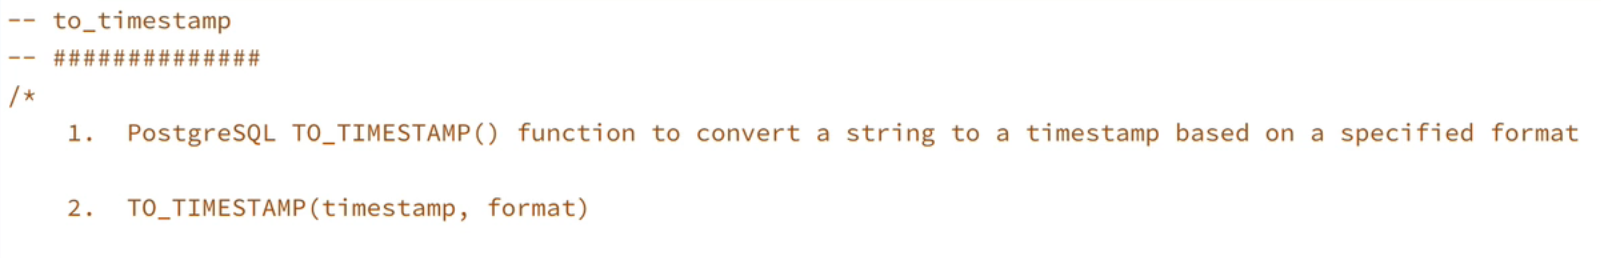 -- to_timestamp
-- ##############
/*
1. PostgreSQL TO_TIMESTAMP() function to convert a string to a timestamp based on a specified format
2. TO_TIMESTAMP(timestamp, format)